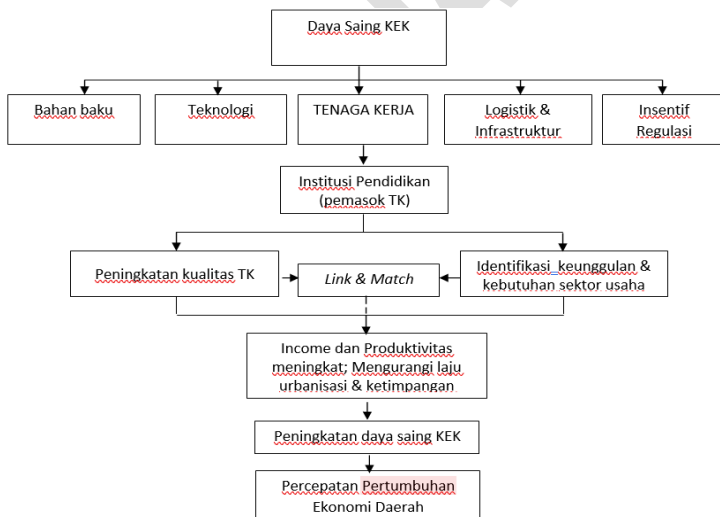 Daya Saing KEK
Bahan baku
Teknologi
TENAGA KERJA
Logistik &
Infrastruktur
Insentif
Regulasi
Institusi Pendidikan
(pemasok TK)
Peningkatan kualitas TK
Link & Match
Identifikasi keunggulan &
kebutuhan sektor usaha
Income dan Produktivitas
meningkat; Mengurangi laju
urbanisasi & ketimpangan
Peningkatan daya saing KEK
Percepatan Pertumbuhan
Ekonomi Daerah